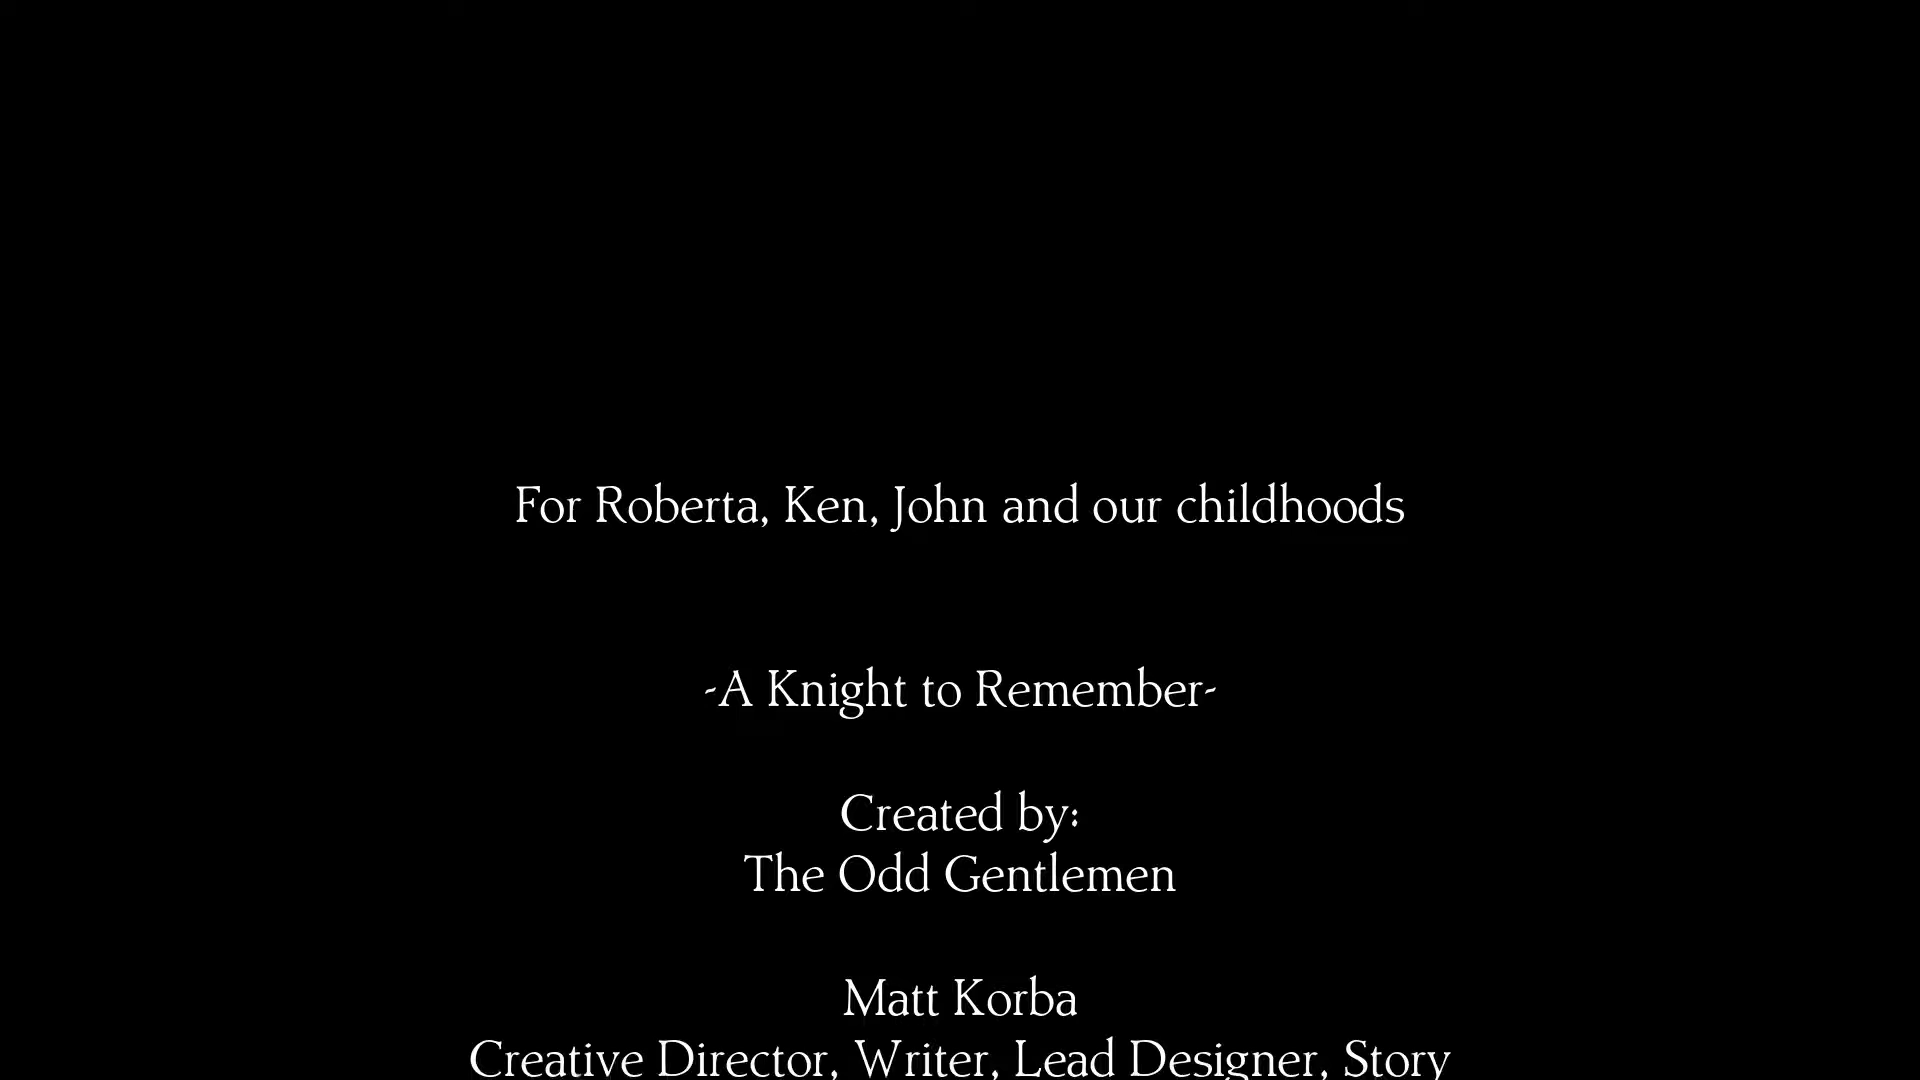 For Roberta, Ken, John and our childhoods
-A Knight to Remember-
Created by:
The Odd Gentlemen
Matt Korba
Creative Director, Writer, Lead Designer, Story